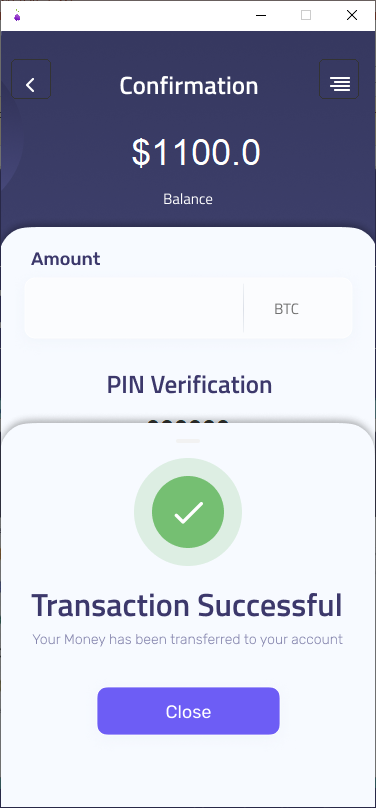 Confirmation
$1100.0
Balance
Amount
BTC
PIN Verification
Transaction Successful
Your Money has been transferred to your account
Close